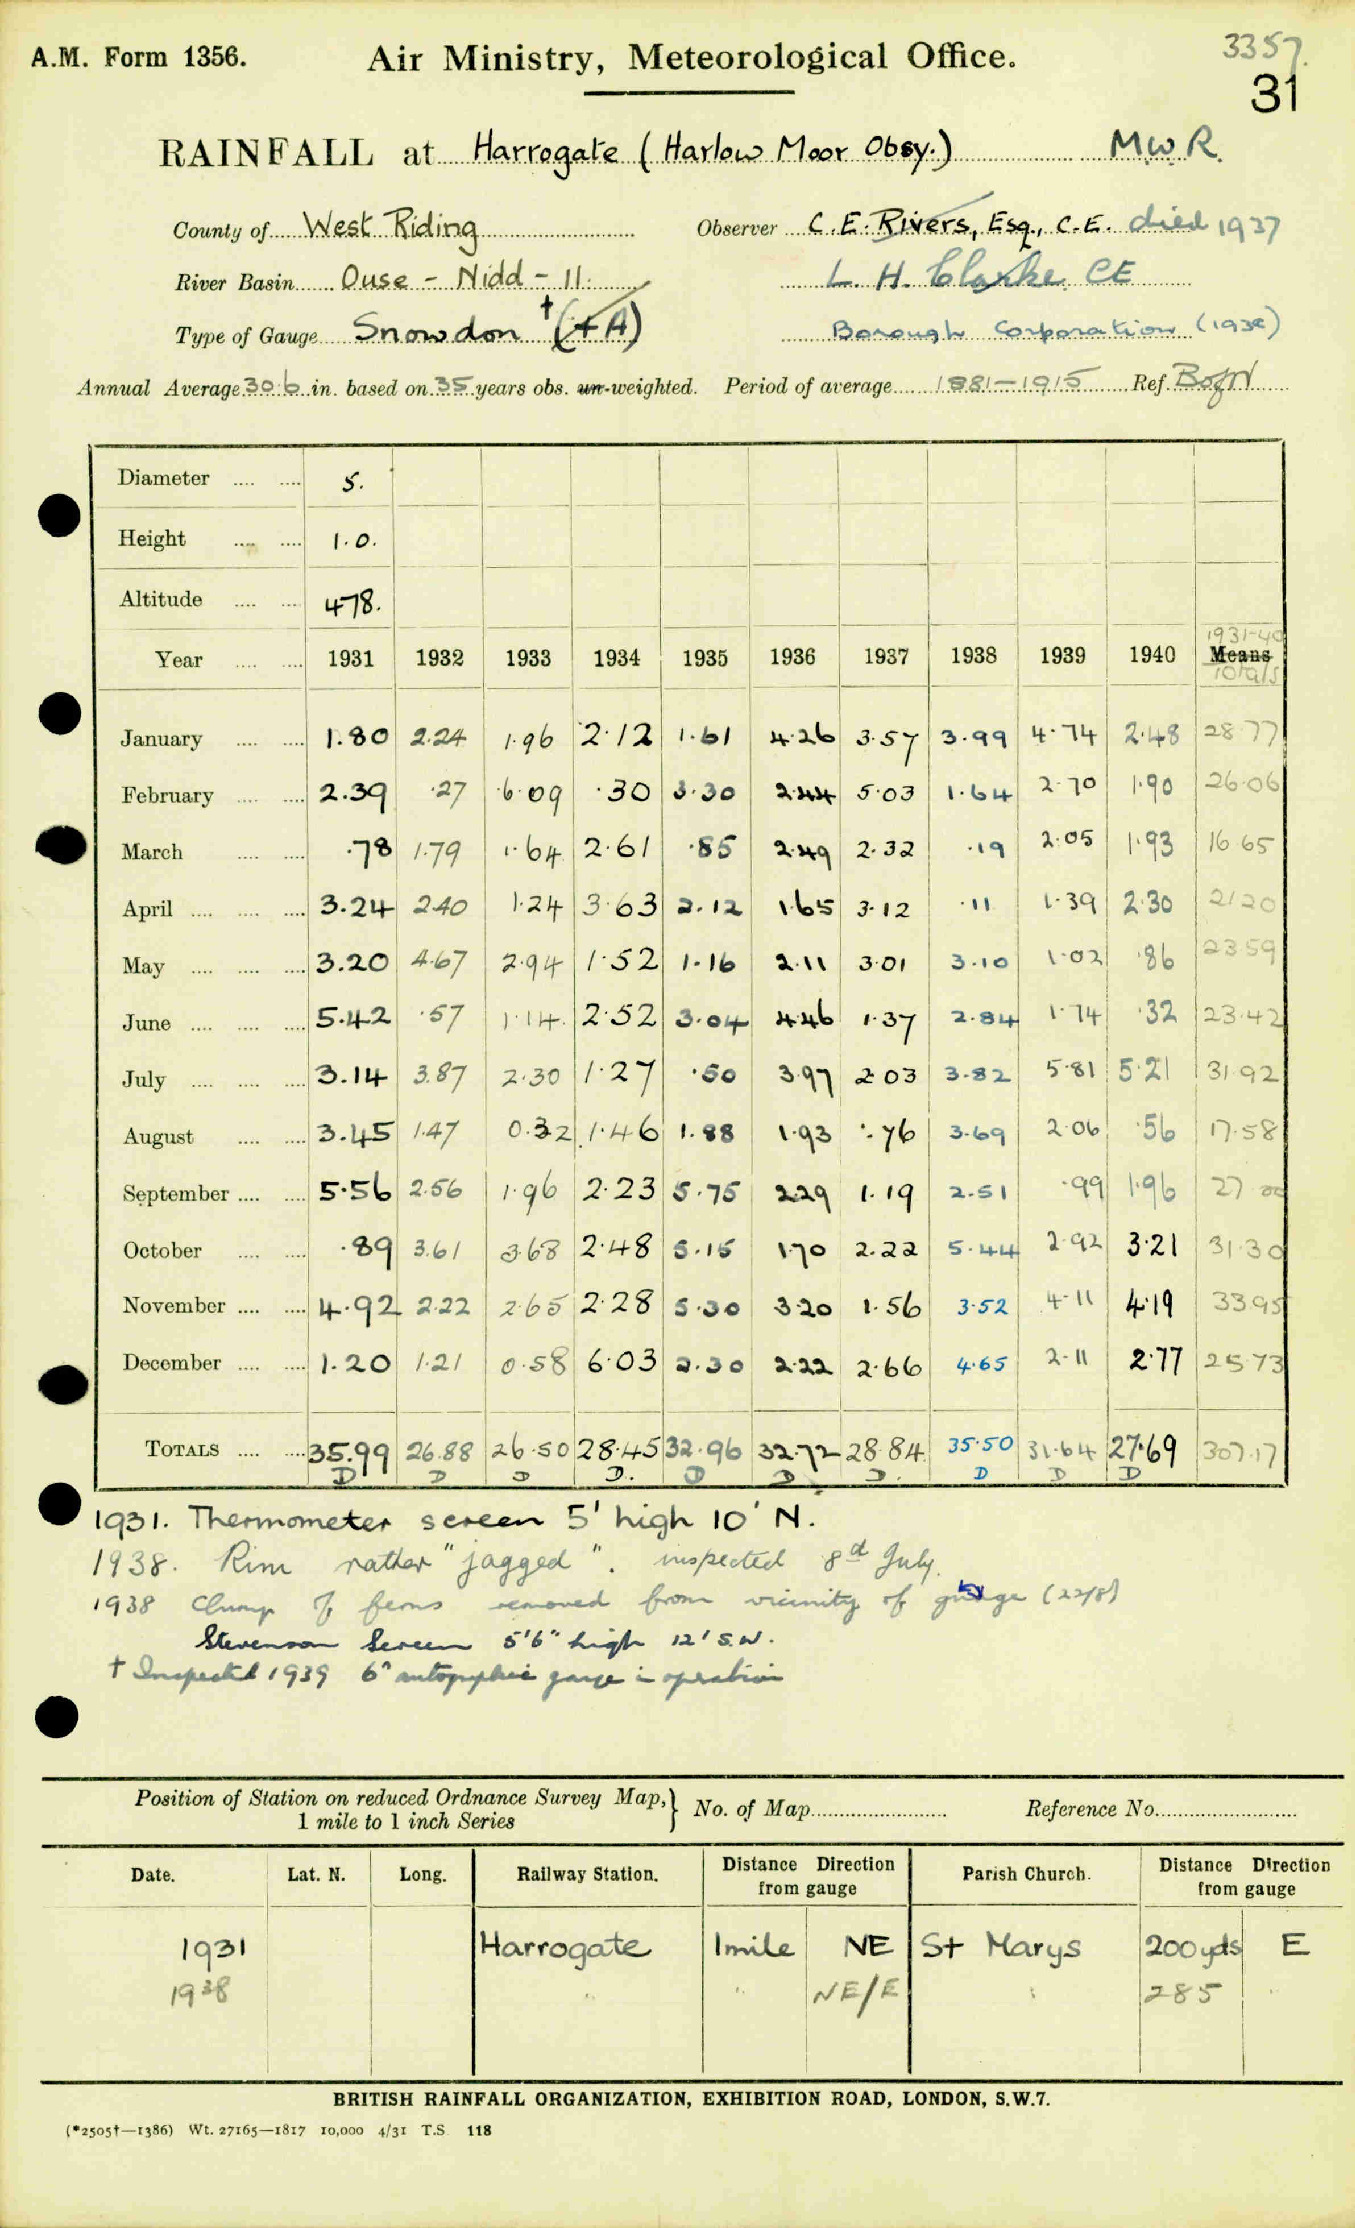 A.M. Form 1356. Air Ministry, Meteorological Office. 3357.
31
RAINFALL at Harrogate (Harlow Moor Obsy.) M.W.R.
County of West Riding Observer C.E. Rivers, Esq., C.E. died 1937
River Basin Ouse - Nidd - 11. L. H. Clarke CE
Type of Gauge Snowdon † (+A) Borough Corporation
Annual Average 30.6 in. based on 35 years obs. un-weighted. Period of average 1881-1915 Ref.
Diameter .... .... 5.
Height .... .... 1.0.
Altitude .... .... 478.
1931-40
Year .... .... 1931 1932 1933 1934 1935 1936 1937 1938 1939 1940 Means
Totals
January .... .... 1.80 2.24 1.96 2.12 1.61 4.26 3.57 3.99 4.74 2.48 28.77
February .... .... 2.39 .27 6.09 .30 3.30 2.44 5.03 1.64 2.70 1.90 26.06
March .... .... .78 1.79 1.64 2.61 .85 2.49 2.32 .19 2.05 1.93 16.65
April .... .... .... 3.24 2.40 1.24 3.63 2.12 1.65 3.12 .11 1.39 2.30 21.20
May .... .... .... 3.20 4.67 2.94 1.52 1.16 2.11 3.01 3.10 1.02 .86 23.59
June .... .... .... 5.42 .57 1.14 2.52 3.04 4.46 1.37 2.84 1.74 .32 23.42
July .... .... .... 3.14 3.87 2.30 1.27 .50 3.97 2.03 3.82 5.81 5.21 31.92
August .... .... 3.45 1.47 0.32 1.46 1.88 1.93 .76 3.69 2.06 .56 17.58
September .... .... 5.56 2.56 1.96 2.23 5.75 2.29 1.19 2.51 .99 1.96 27.00
October .... .... .89 3.61 3.68 2.48 5.15 1.70 2.22 5.44 2.92 3.21 31.30
November .... .... 4.92 2.22 2.65 2.28 5.30 3.20 1.56 3.52 4.11 4.19 33.95
December .... .... 1.20 1.21 0.58 6.03 2.30 2.22 2.66 4.65 2.11 2.77 25.73
TOTALS .... .... 35.99 26.88 26.50 28.45 32.96 32.72 28.84 35.50 31.64 27.69 307.17
D D D D. D D D. D D D
1931. Thermometer screen 5' high 10' N.
1938. Rim rather "jagged". inspected 8th July.
1938 Clump of ferns removed from vicinity of gauge (22/8)
Stevenson Screen 5'6" high 12' S.W.
† Inspected 1939 6" autographic gauge in operation
Position of Station on reduced Ordnance Survey Map,} No. of Map Reference No.
1 mile to 1 inch Series
Date. Lat. N. Long. Railway Station. Distance Direction from gauge Parish Church. Distance Direction from gauge
1931 Harrogate 1 mile NE St Marys 200 yds E
1938 " " NE/E " 285 "
BRITISH RAINFALL ORGANIZATION, EXHIBITION ROAD, LONDON, S.W.7.
(*2505†—1386) Wt. 27165—1817 10,000 4/31 T.S. 118